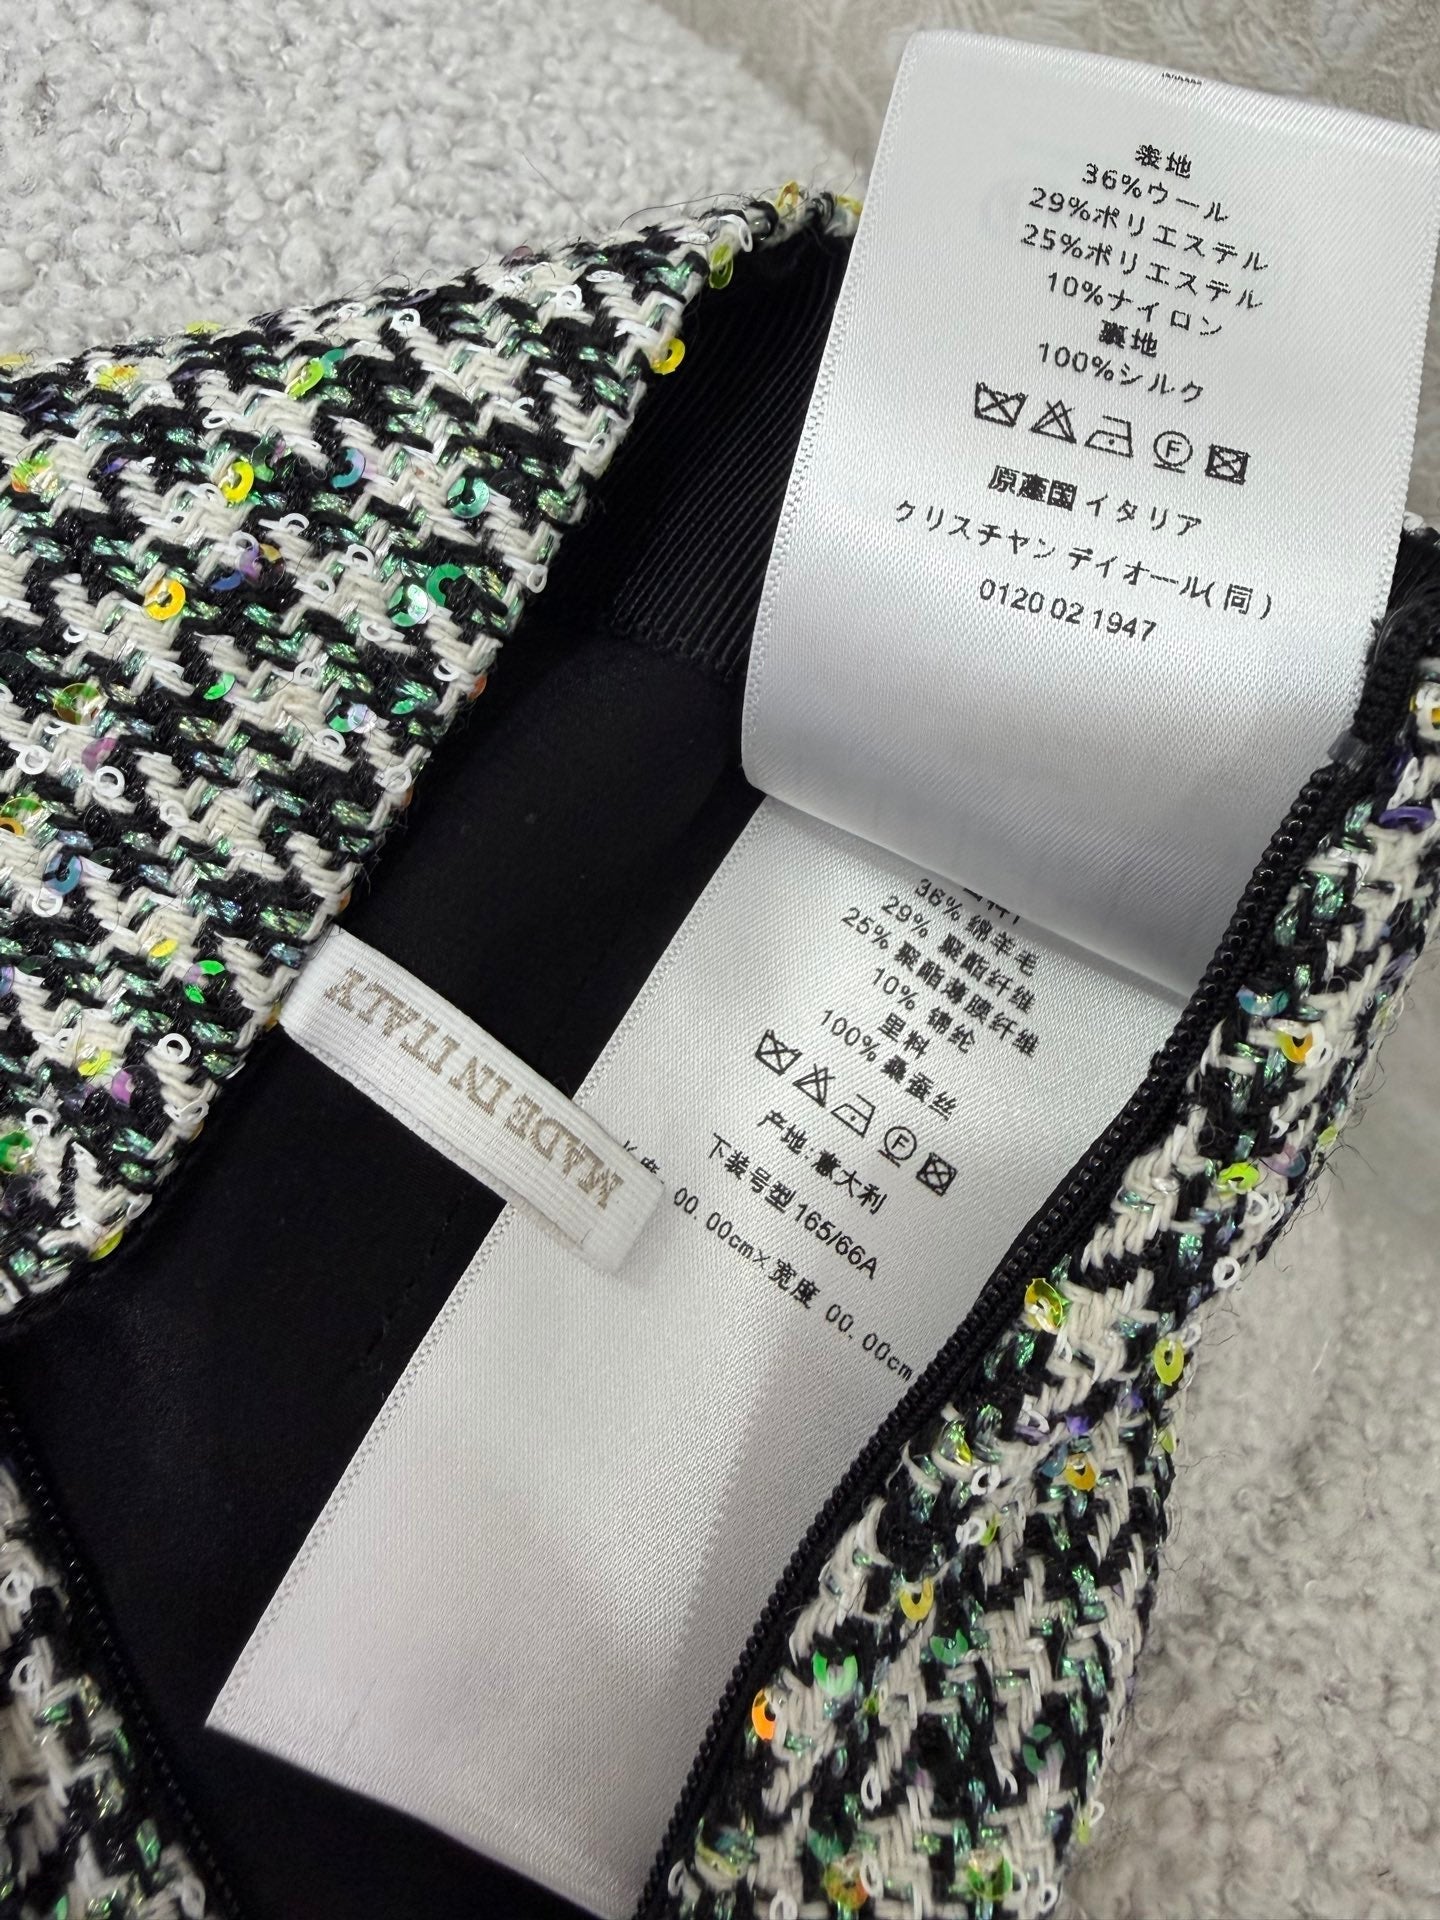 表地
36%ウール
29%ポリエステル
25%ポリエステル
10%ナイロン
裏地
100%シルク
F
原産国 イタリア
クリスチャン デイオール(同)
0120 02 1947
36% 绵羊毛
29% 聚酯纤维
25% 聚酯薄膜纤维
10% 锦纶
里料
100% 桑蚕丝
F
产地: 意大利
下装号型 165/66A
00.00cm×宽度 00.00cm
MADE IN ITALY